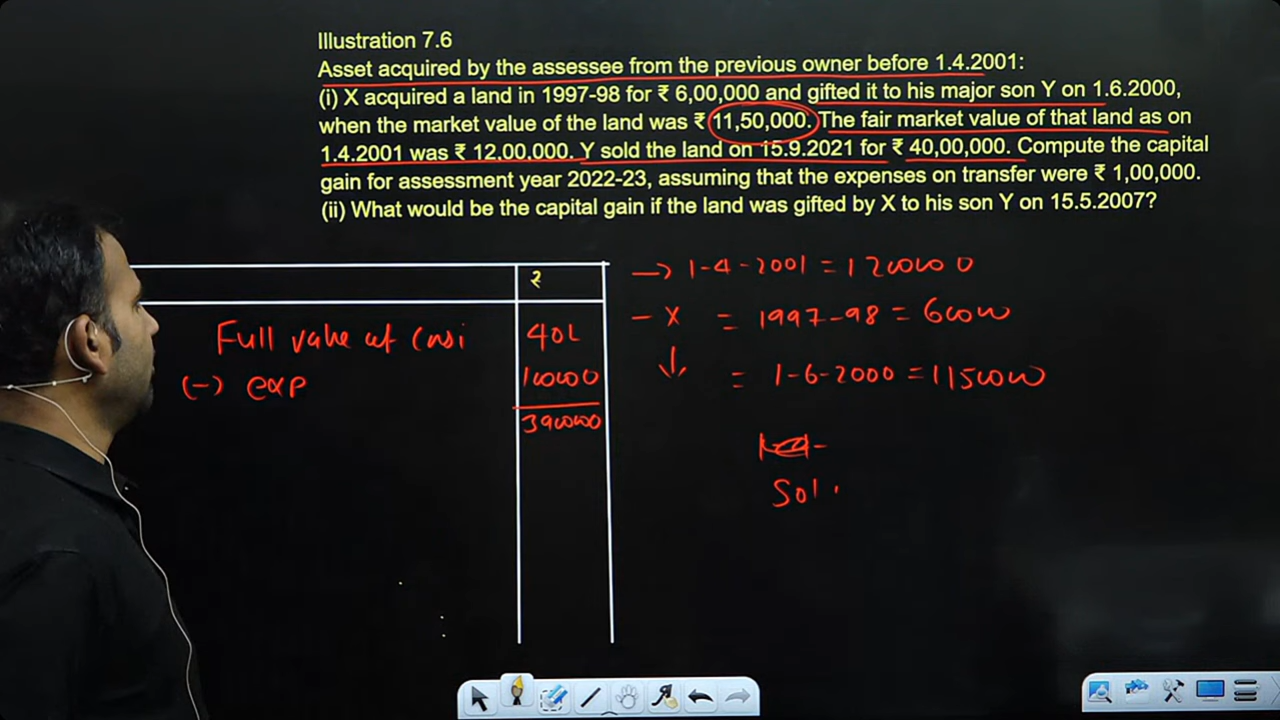 Illustration 7.6
Asset acquired by the assessee from the previous owner before 1.4.2001:
(i) X acquired a land in 1997-98 for ₹ 6,00,000 and gifted it to his major son Y on 1.6.2000,
when the market value of the land was ₹ 11,50,000. The fair market value of that land as on
1.4.2001 was ₹ 12,00,000. Y sold the land on 15.9.2021 for ₹ 40,00,000. Compute the capital
gain for assessment year 2022-23, assuming that the expenses on transfer were ₹ 1,00,000.
(ii) What would be the capital gain if the land was gifted by X to his son Y on 15.5.2007?
₹
Full value of Consi 40L
(-) exp 100000
3900000
→ 1-4-2001 = 1200000
- X = 1997-98 = 600000
↓ = 1-6-2000 = 1150000
Sol.